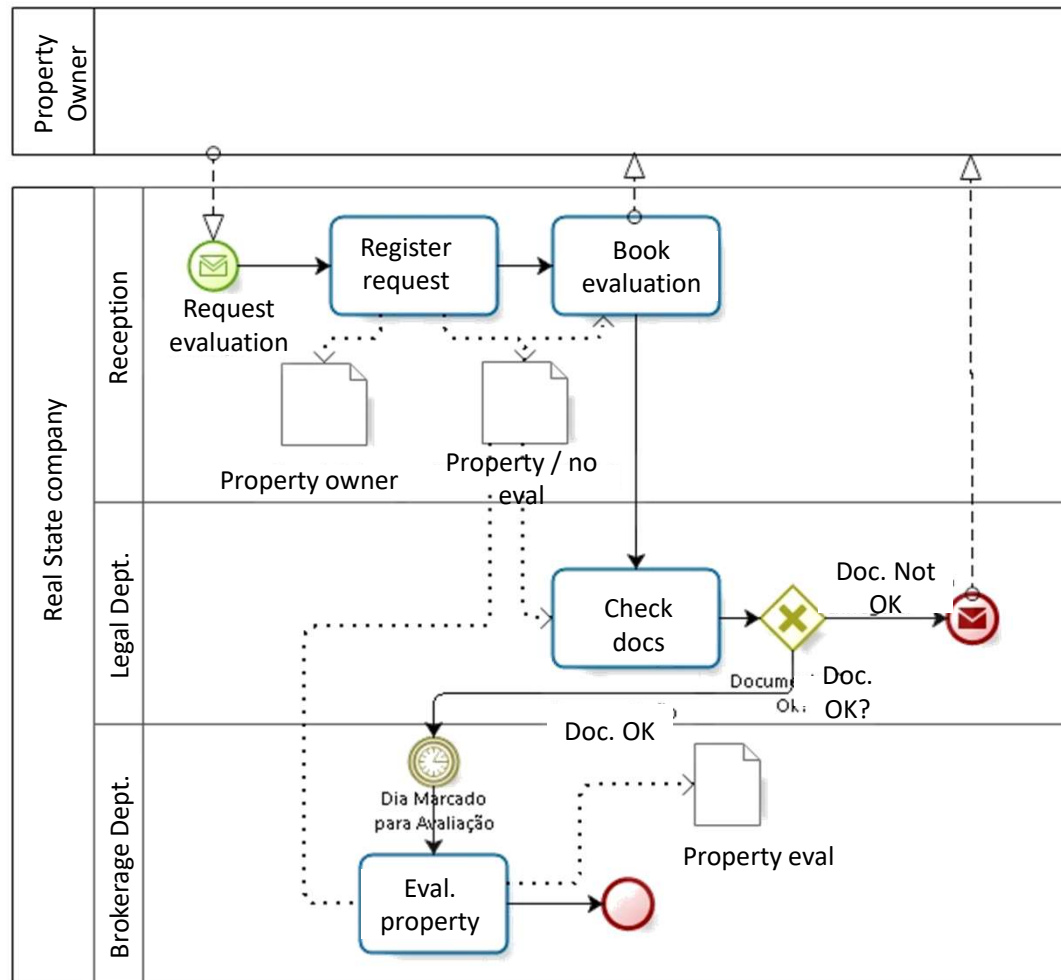 Property
Owner
Real State company
Reception
Request
evaluation
Register
request
Book
evaluation
Property owner
Property / no
eval
Legal Dept.
Check
docs
Doc. Not
OK
Doc.
OK?
Doc. OK
Brokerage Dept.
Dia Marcado
para Avaliação
Eval.
property
Property eval